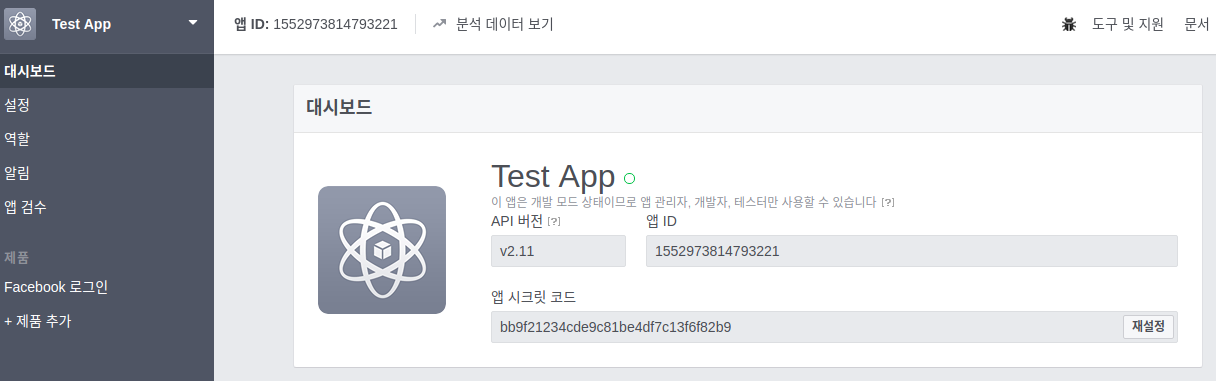 Test App
앱 ID: 1552973814793221
분석 데이터 보기
도구 및 지원
문서
대시보드
설정
역할
알림
앱 검수
제품
Facebook 로그인
+ 제품 추가
대시보드
Test App
이 앱은 개발 모드 상태이므로 앱 관리자, 개발자, 테스터만 사용할 수 있습니다 [?]
API 버전 [?]
앱 ID
v2.11
1552973814793221
앱 시크릿 코드
bb9f21234cde9c81be4df7c13f6f82b9
재설정